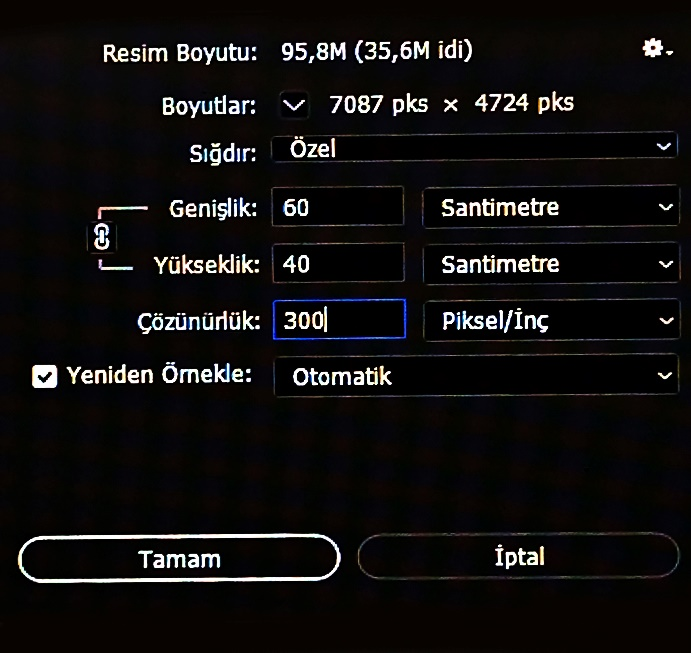 Resim Boyutu: 95,8M (35,6M idi)
Boyutlar: 7087 pks × 4724 pks
Sığdır: Özel
Genişlik: 60 Santimetre
Yükseklik: 40 Santimetre
Çözünürlük: 300 Piksel/İnç
Yeniden Örnekle: Otomatik
Tamam İptal